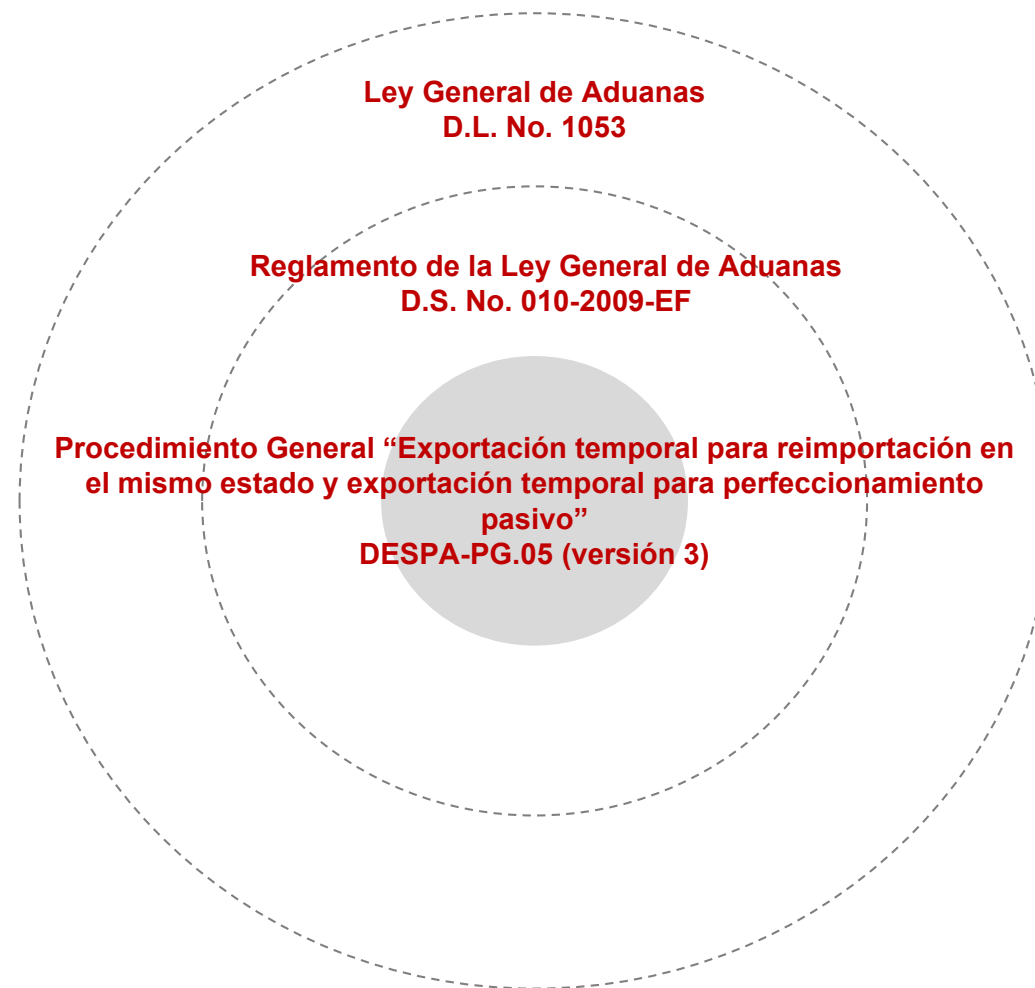 Ley General de Aduanas
D.L. No. 1053
Reglamento de la Ley General de Aduanas
D.S. No. 010-2009-EF
Procedimiento General “Exportación temporal para reimportación en
el mismo estado y exportación temporal para perfeccionamiento
pasivo”
DESPA-PG.05 (versión 3)